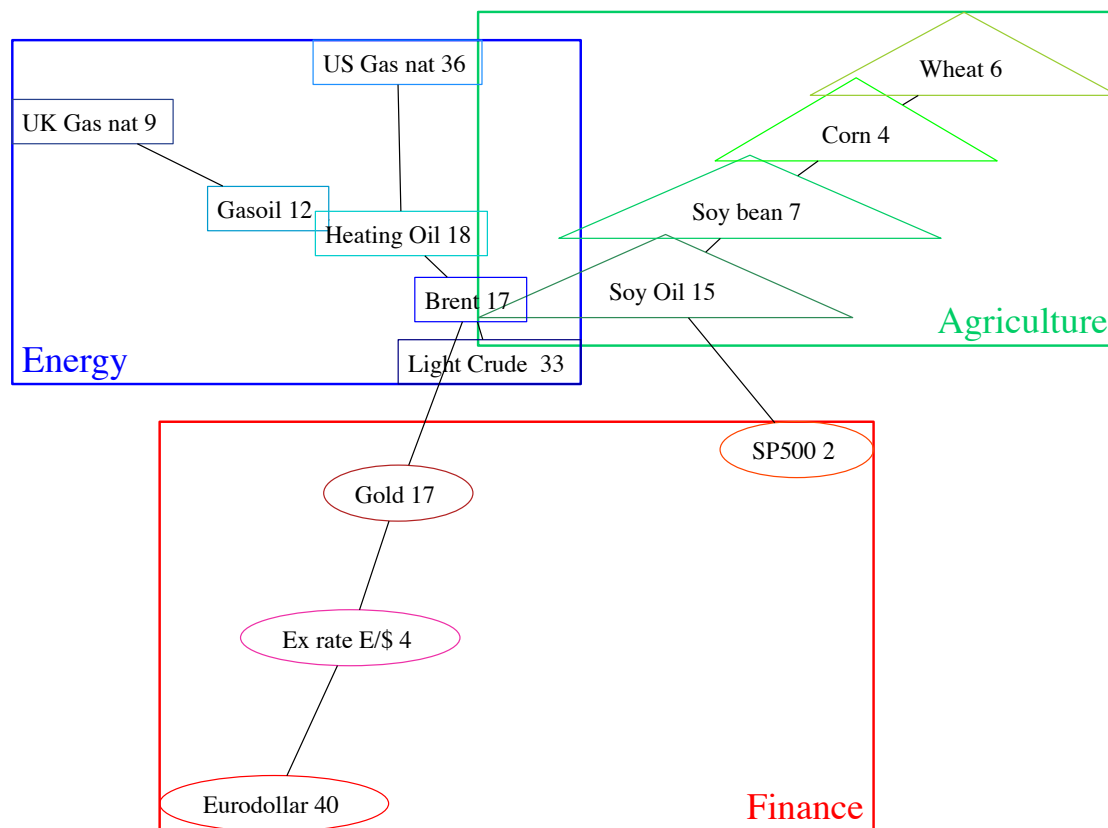 US Gas nat 36
Wheat 6
UK Gas nat 9
Corn 4
Gasoil 12
Soy bean 7
Heating Oil 18
Brent 17
Soy Oil 15
Agriculture
Energy
Light Crude  33
SP500 2
Gold 17
Ex rate E/$ 4
Eurodollar 40
Finance